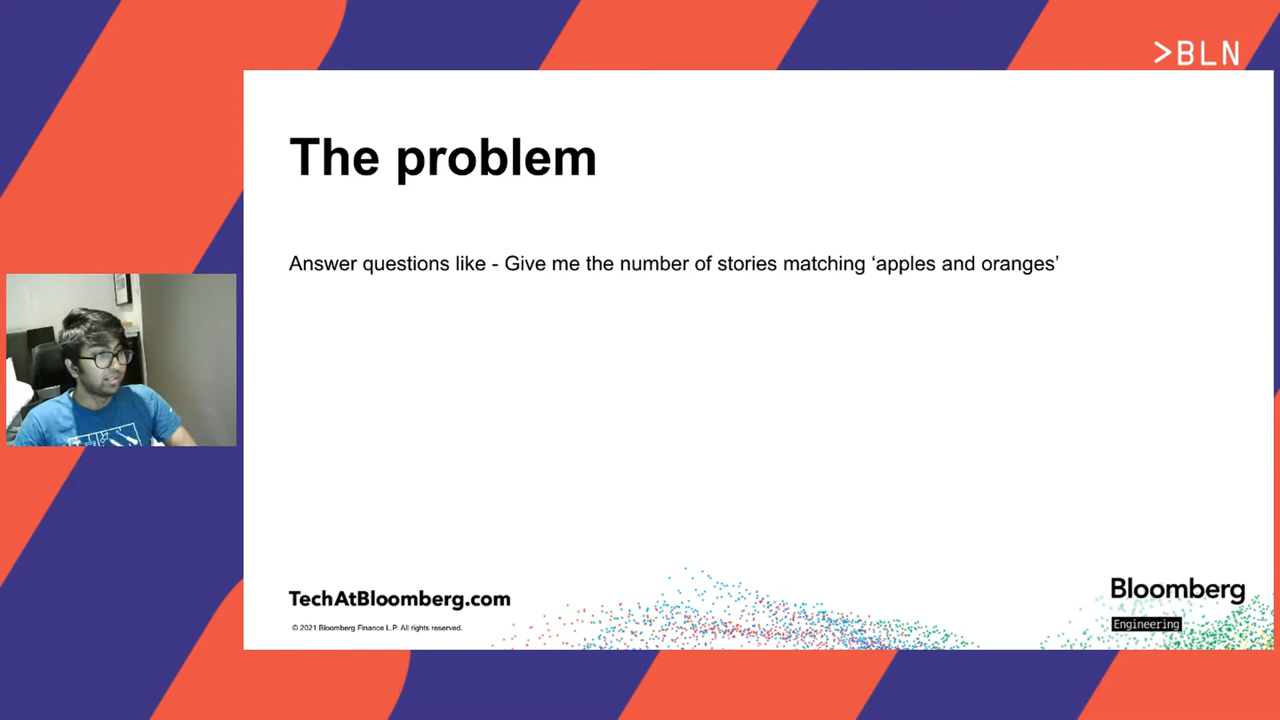 >BLN
The problem
Answer questions like - Give me the number of stories matching ‘apples and oranges’
TechAtBloomberg.com
© 2021 Bloomberg Finance L.P. All rights reserved.
Bloomberg
Engineering